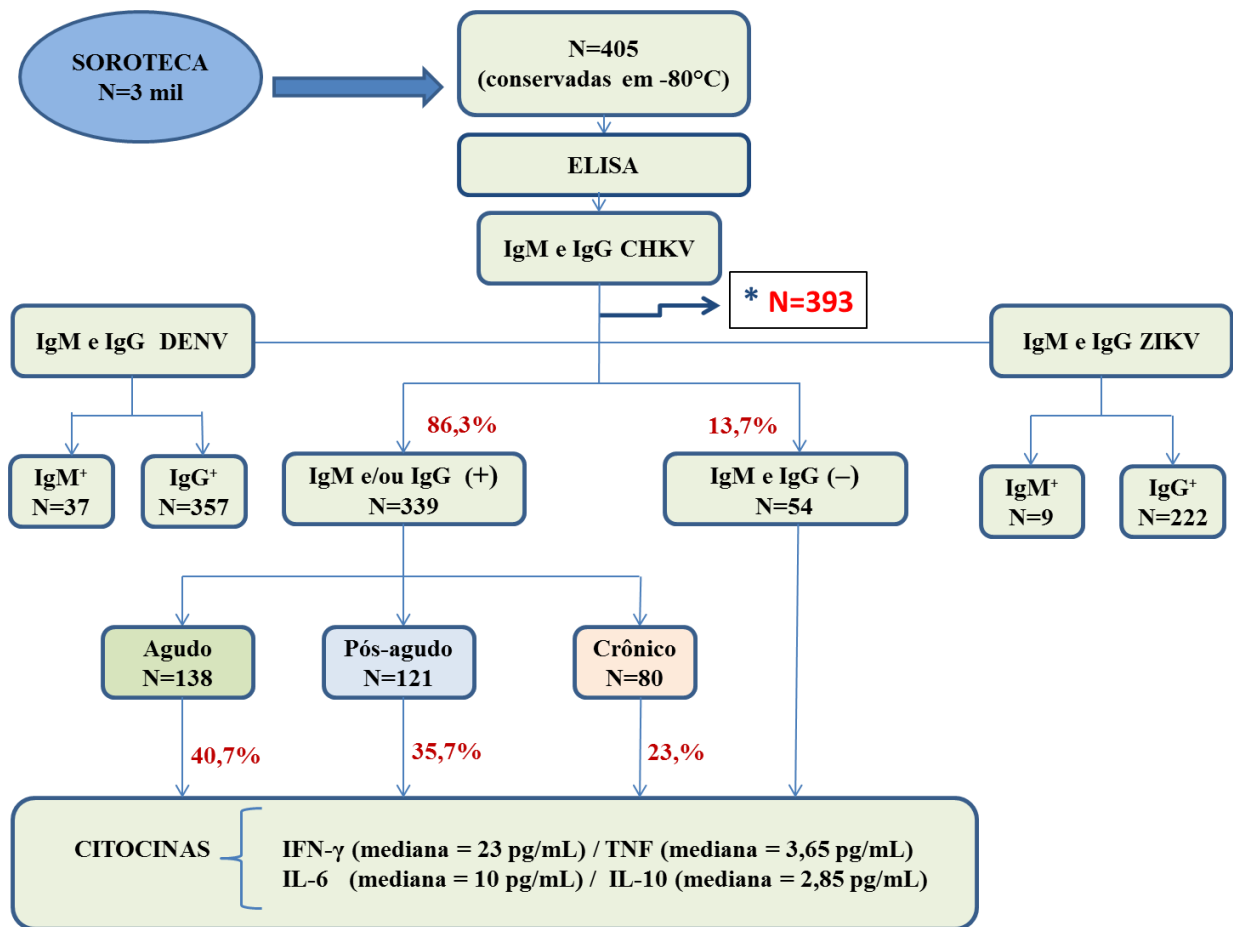 SOROTECA
N=3 mil
N=405
(conservadas em -80°C)
ELISA
IgM e IgG CHKV
* N=393
IgM e IgG DENV
IgM e IgG ZIKV
86,3%
13,7%
IgM⁺
N=37
IgG⁺
N=357
IgM e/ou IgG (+)
N=339
IgM e IgG (–)
N=54
IgM⁺
N=9
IgG⁺
N=222
Agudo
N=138
Pós-agudo
N=121
Crônico
N=80
40,7%
35,7%
23,%
CITOCINAS
IFN-γ (mediana = 23 pg/mL) / TNF (mediana = 3,65 pg/mL)
IL-6 (mediana = 10 pg/mL) / IL-10 (mediana = 2,85 pg/mL)